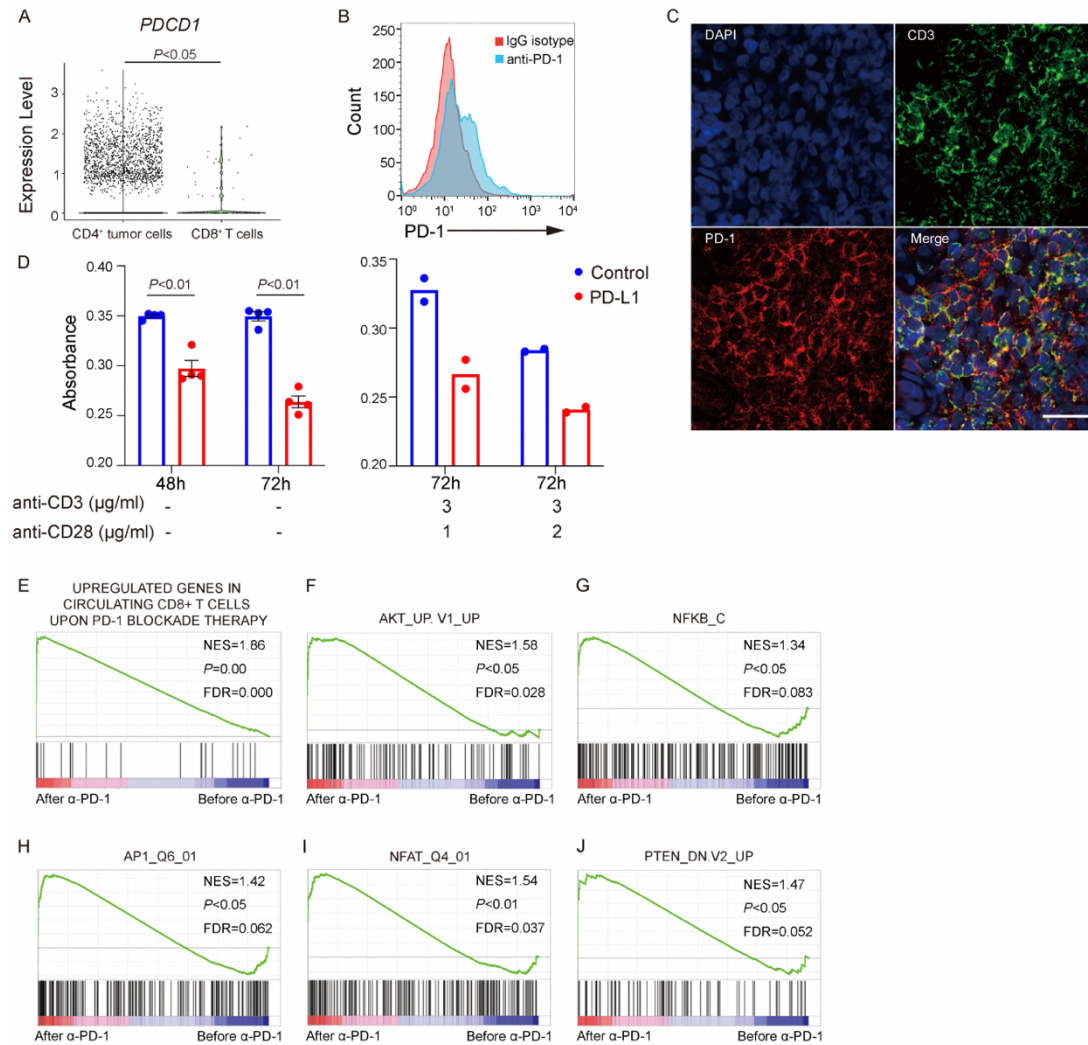 A
PDCD1
P<0.05
Expression Level
3
2
1
0
CD4⁺ tumor cells
CD8⁺ T cells
B
IgG isotype
anti-PD-1
Count
250
200
150
100
50
0
10⁰ 10¹ 10² 10³ 10⁴
PD-1
C
DAPI
CD3
PD-1
Merge
D
P<0.01
P<0.01
Absorbance
0.40
0.35
0.30
0.25
0.20
48h
72h
0.35
0.30
0.25
0.20
Control
PD-L1
72h
72h
anti-CD3 (µg/ml) - - 3 3
anti-CD28 (µg/ml) - - 1 2
E
UPREGULATED GENES IN
CIRCULATING CD8+ T CELLS
UPON PD-1 BLOCKADE THERAPY
NES=1.86
P=0.00
FDR=0.000
After α-PD-1
Before α-PD-1
F
AKT_UP. V1_UP
NES=1.58
P<0.05
FDR=0.028
After α-PD-1
Before α-PD-1
G
NFKB_C
NES=1.34
P<0.05
FDR=0.083
After α-PD-1
Before α-PD-1
H
AP1_Q6_01
NES=1.42
P<0.05
FDR=0.062
After α-PD-1
Before α-PD-1
I
NFAT_Q4_01
NES=1.54
P<0.01
FDR=0.037
After α-PD-1
Before α-PD-1
J
PTEN_DN.V2_UP
NES=1.47
P<0.05
FDR=0.052
After α-PD-1
Before α-PD-1